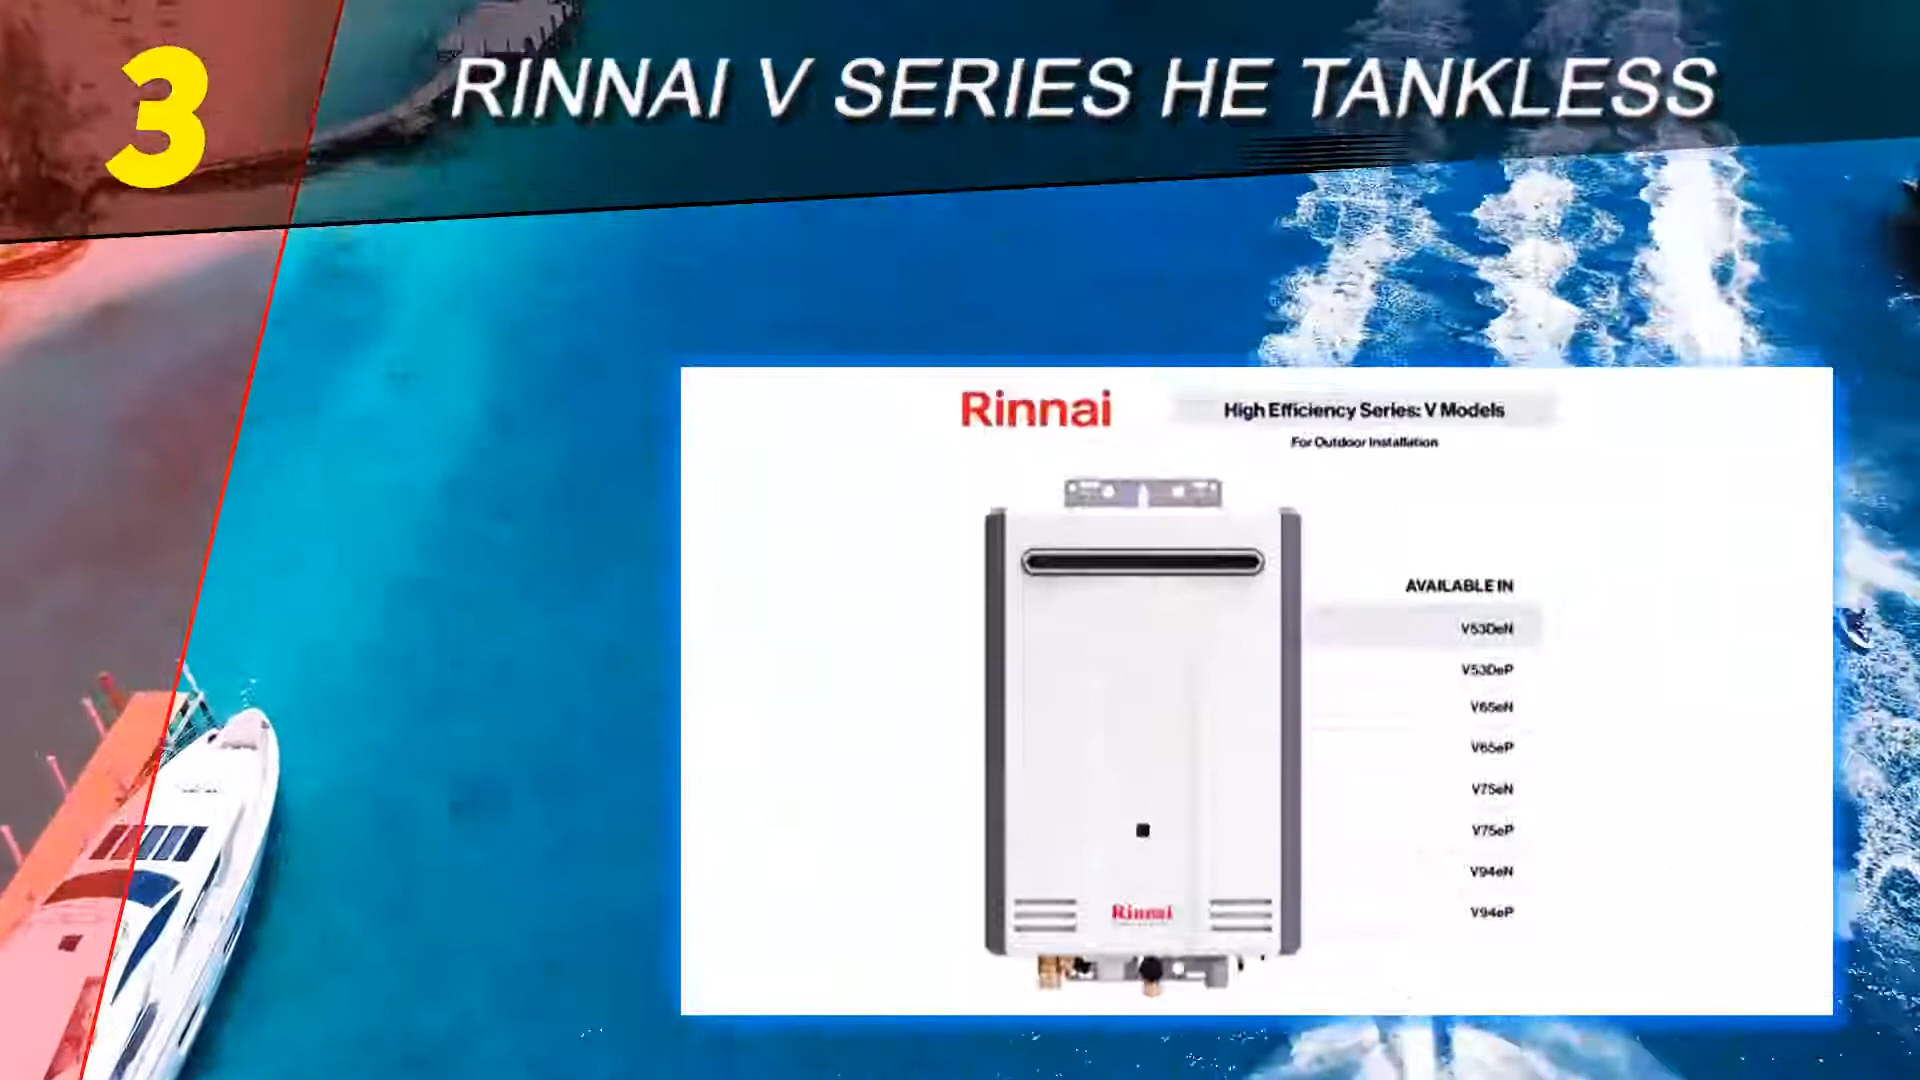 3
RINNAI V SERIES HE TANKLESS
Rinnai
High Efficiency Series: V Models
For Outdoor Installation
AVAILABLE IN
V53DeN
V53DeP
V65eN
V65eP
V75eN
V75eP
V94eN
V94eP
Rinnai